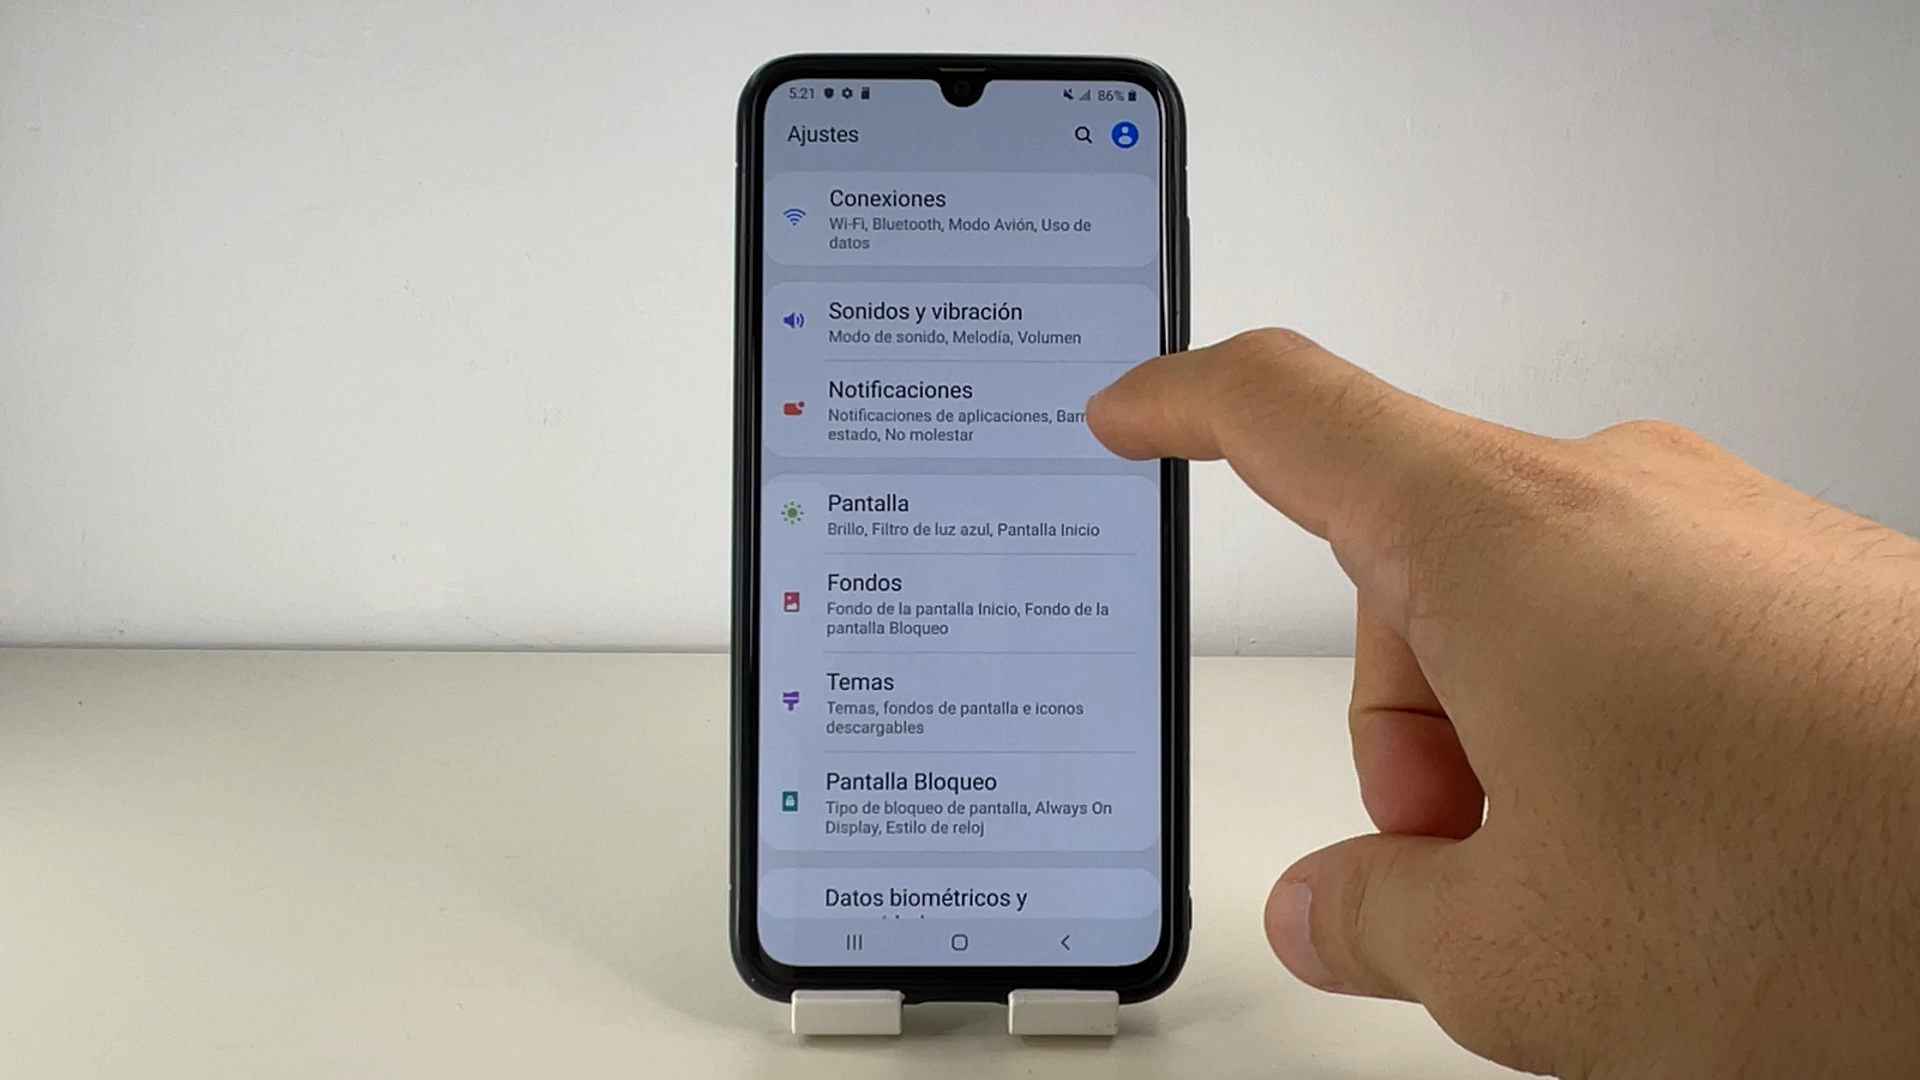 5:21
86%
Ajustes
Conexiones
Wi-Fi, Bluetooth, Modo Avión, Uso de
datos
Sonidos y vibración
Modo de sonido, Melodía, Volumen
Notificaciones
Notificaciones de aplicaciones,
estado, No molestar
Pantalla
Brillo, Filtro de luz azul, Pantalla Inicio
Fondos
Fondo de la pantalla Inicio, Fondo de la
pantalla Bloqueo
Temas
Temas, fondos de pantalla e iconos
descargables
Pantalla Bloqueo
Tipo de bloqueo de pantalla, Always On
Display, Estilo de reloj
Datos biométricos y